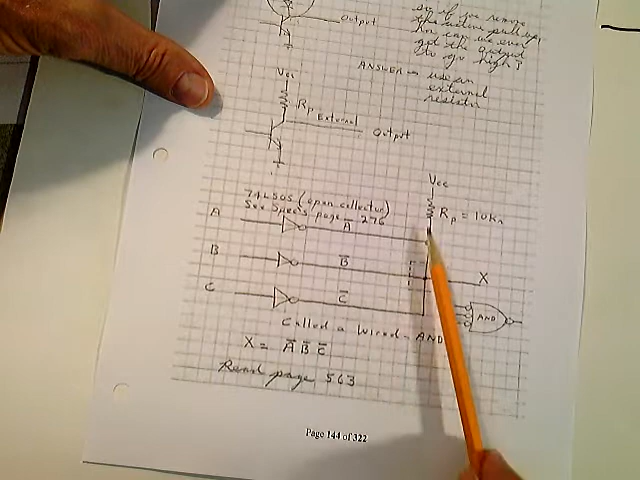 Output
So if you remove
the active pull up,
how can we ever
get the output
to go high?
ANSWER → use an
external
resistor
Vcc
Rp External
Output
Vcc
74LS05 (open collector)
See Specs page 276
Rp = 10K
A
A̅
B
B̅
X
C
C̅
AND
Called a Wired-AND
X = A̅ B̅ C̅
Read page 563
Page 144 of 322